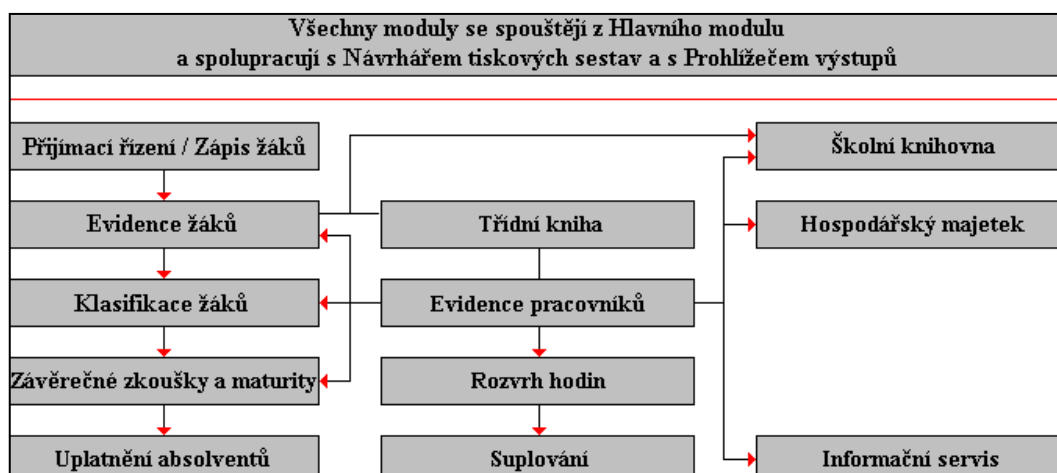 Všechny moduly se spouštějí z Hlavního modulu
a spolupracují s Návrhářem tiskových sestav a s Prohlížečem výstupů
Přijímací řízení / Zápis žáků
Školní knihovna
Evidence žáků
Třídní kniha
Hospodářský majetek
Klasifikace žáků
Evidence pracovníků
Závěrečné zkoušky a maturity
Rozvrh hodin
Uplatnění absolventů
Suplování
Informační servis